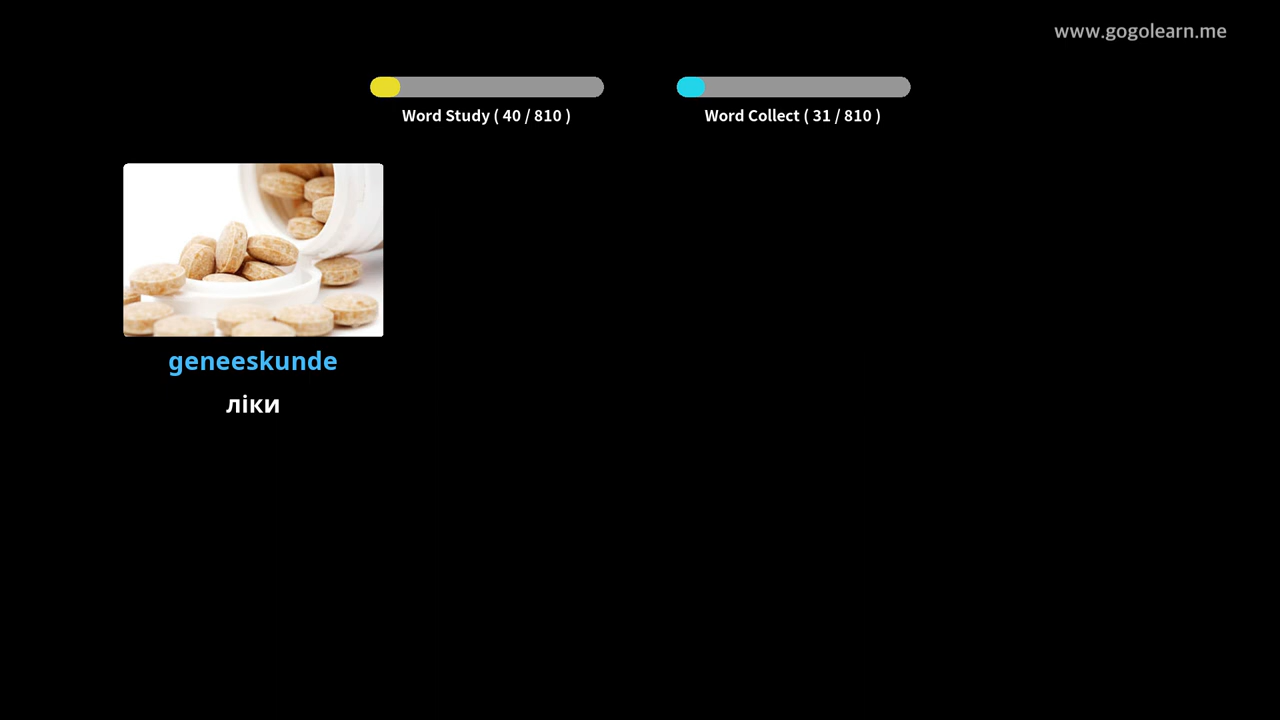 www.gogolearn.me
Word Study ( 40 / 810 )
Word Collect ( 31 / 810 )
geneeskunde
ліки